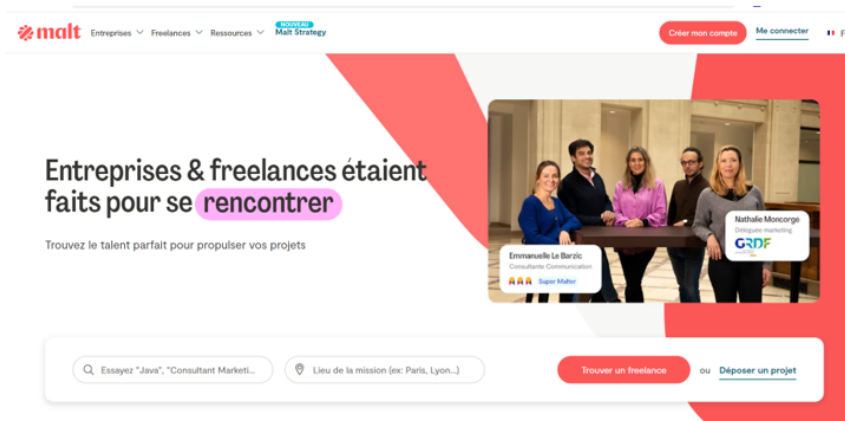 malt
Entreprises
Freelances
Ressources
NOUVEAU
Malt Strategy
Créer mon compte
Me connecter
F
Entreprises & freelances étaient
faits pour se rencontrer
Trouvez le talent parfait pour propulser vos projets
Emmanuelle Le Barzic
Consultante Communication
Super Malter
Nathalie Moncorge
Déléguée marketing
GRDF
Essayez "Java", "Consultant Marketi...
Lieu de la mission (ex: Paris, Lyon...)
Trouver un freelance
ou
Déposer un projet